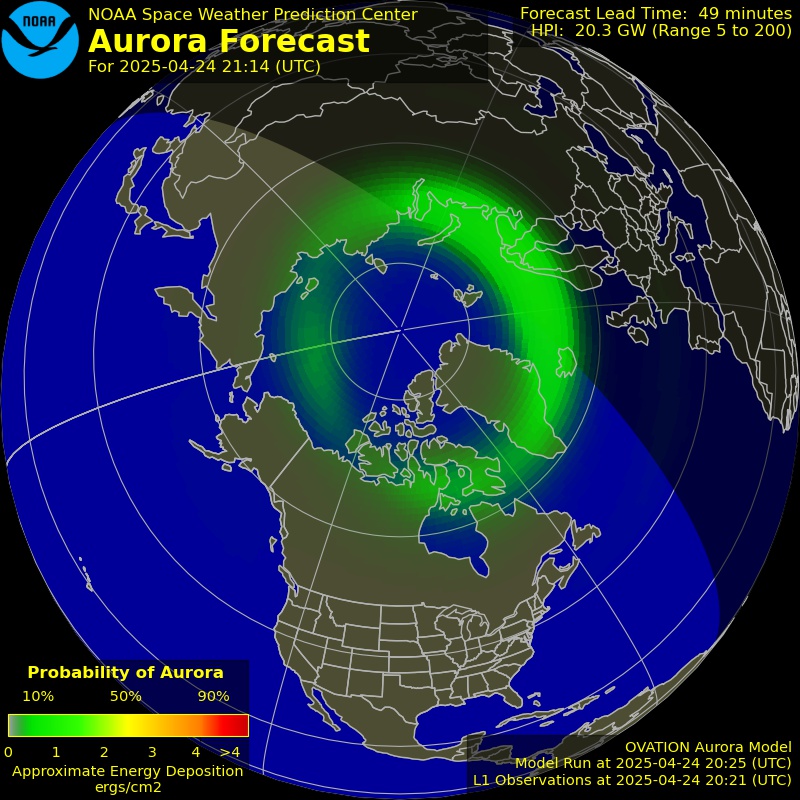 NOAA
NOAA Space Weather Prediction Center
Aurora Forecast
For 2025-04-24 21:14 (UTC)
Forecast Lead Time: 49 minutes
HPI: 20.3 GW (Range 5 to 200)
Probability of Aurora
10% 50% 90%
0 1 2 3 4 >4
Approximate Energy Deposition
ergs/cm2
OVATION Aurora Model
Model Run at 2025-04-24 20:25 (UTC)
L1 Observations at 2025-04-24 20:21 (UTC)